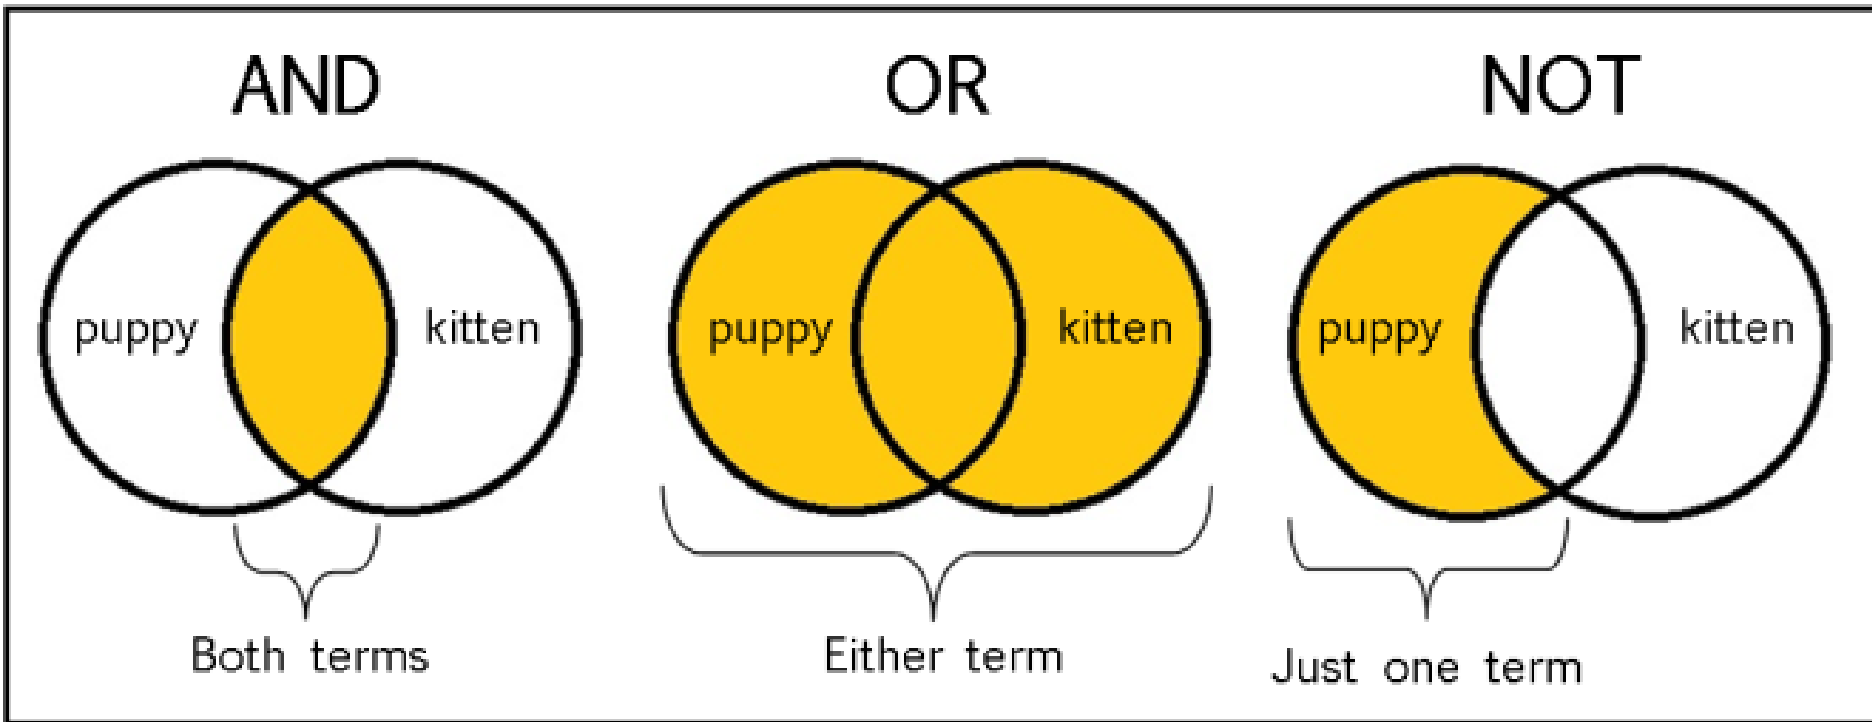 AND
OR
NOT
puppy
kitten
puppy
kitten
puppy
kitten
Both terms
Either term
Just one term